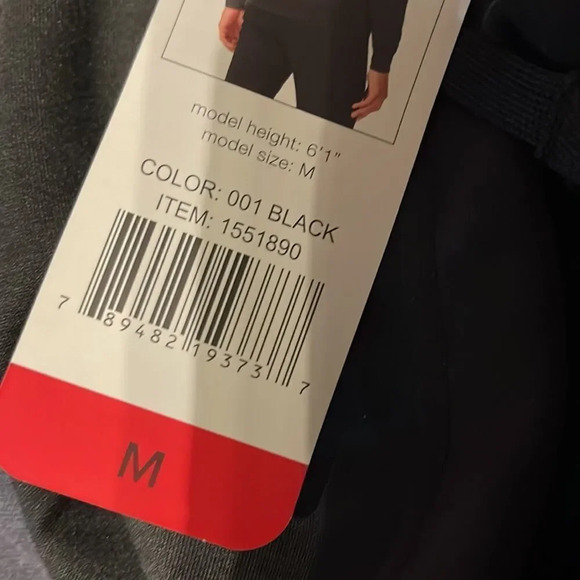 model height: 6'1"
model size: M
COLOR: 001 BLACK
ITEM: 1551890
7 89482 19373 7
M